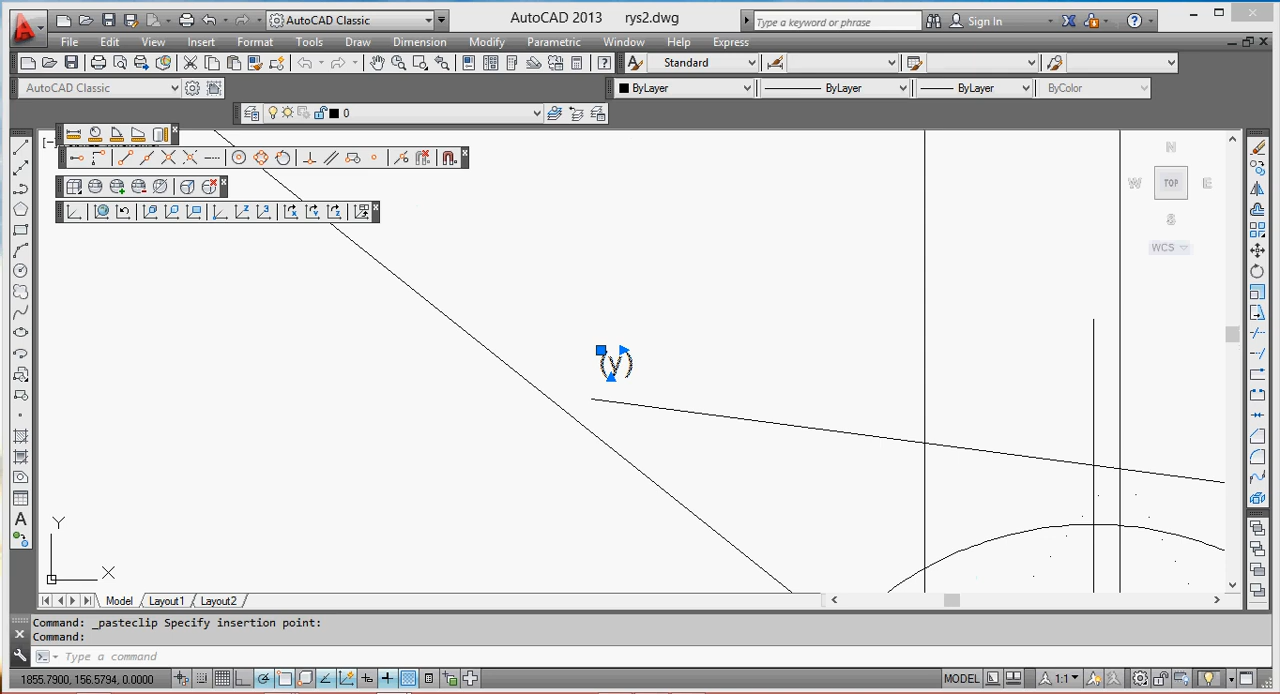 AutoCAD Classic
AutoCAD 2013 rys2.dwg
Type a keyword or phrase
Sign In
File Edit View Insert Format Tools Draw Dimension Modify Parametric Window Help Express
Standard
AutoCAD Classic
ByLayer ByLayer ByLayer ByColor
0
[−]
N
W TOP E
S
WCS
(y)
Y
X
Model Layout1 Layout2
Command: _pasteclip Specify insertion point:
Command:
Type a command
1855.7900, 156.5794, 0.0000
MODEL
1:1